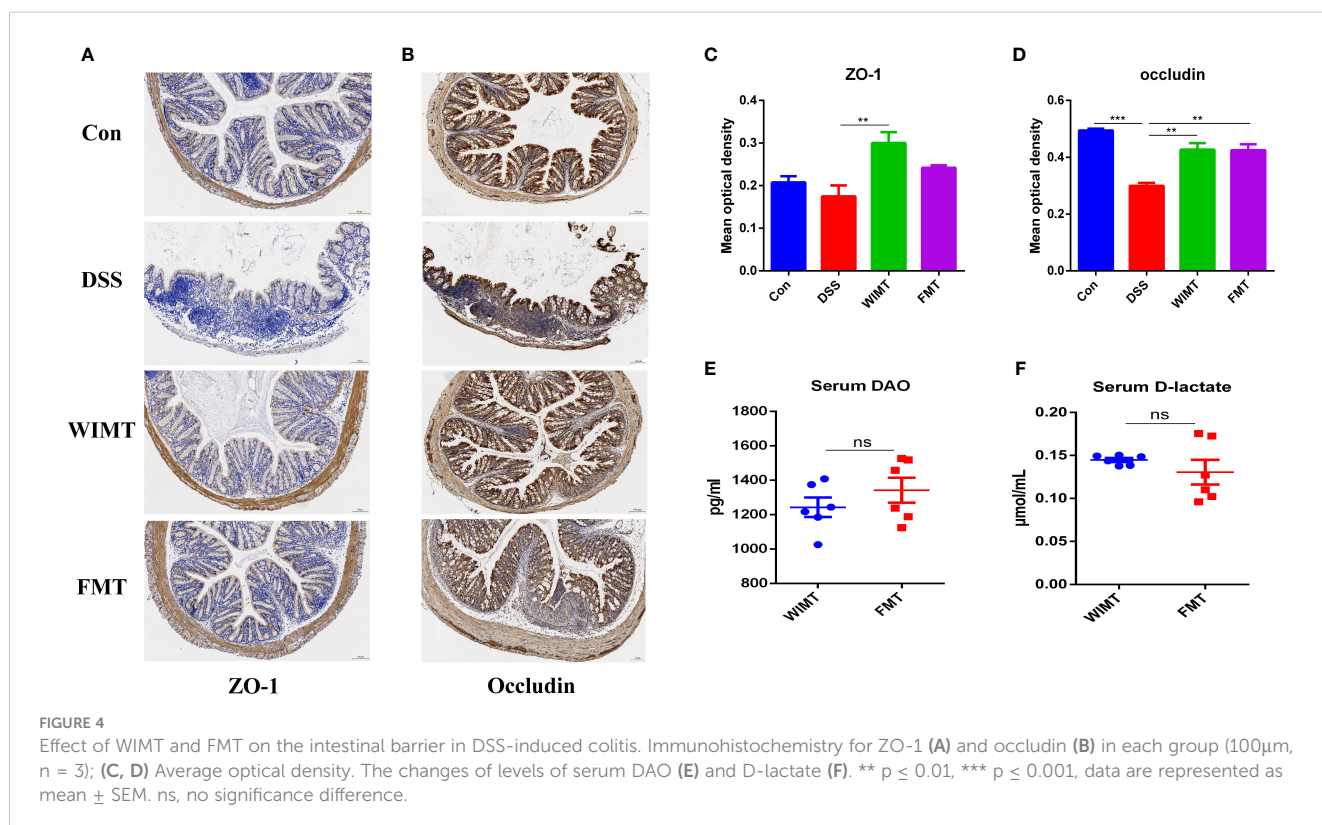 A
B
Con
DSS
WIMT
FMT
ZO-1
Occludin
C
ZO-1
Mean optical density
0.4
0.3
0.2
0.1
0.0
**
Con
DSS
WIMT
FMT
D
occludin
Mean optical density
0.6
0.4
0.2
0.0
***
**
**
Con
DSS
WIMT
FMT
E
Serum DAO
pg/ml
1800
1600
1400
1200
1000
800
ns
WIMT
FMT
F
Serum D-lactate
μmol/mL
0.20
0.15
0.10
0.05
0.00
ns
WIMT
FMT
FIGURE 4
Effect of WIMT and FMT on the intestinal barrier in DSS-induced colitis. Immunohistochemistry for ZO-1 (A) and occludin (B) in each group (100μm,
n = 3); (C, D) Average optical density. The changes of levels of serum DAO (E) and D-lactate (F). ** p ≤ 0.01, *** p ≤ 0.001, data are represented as
mean ± SEM. ns, no significance difference.